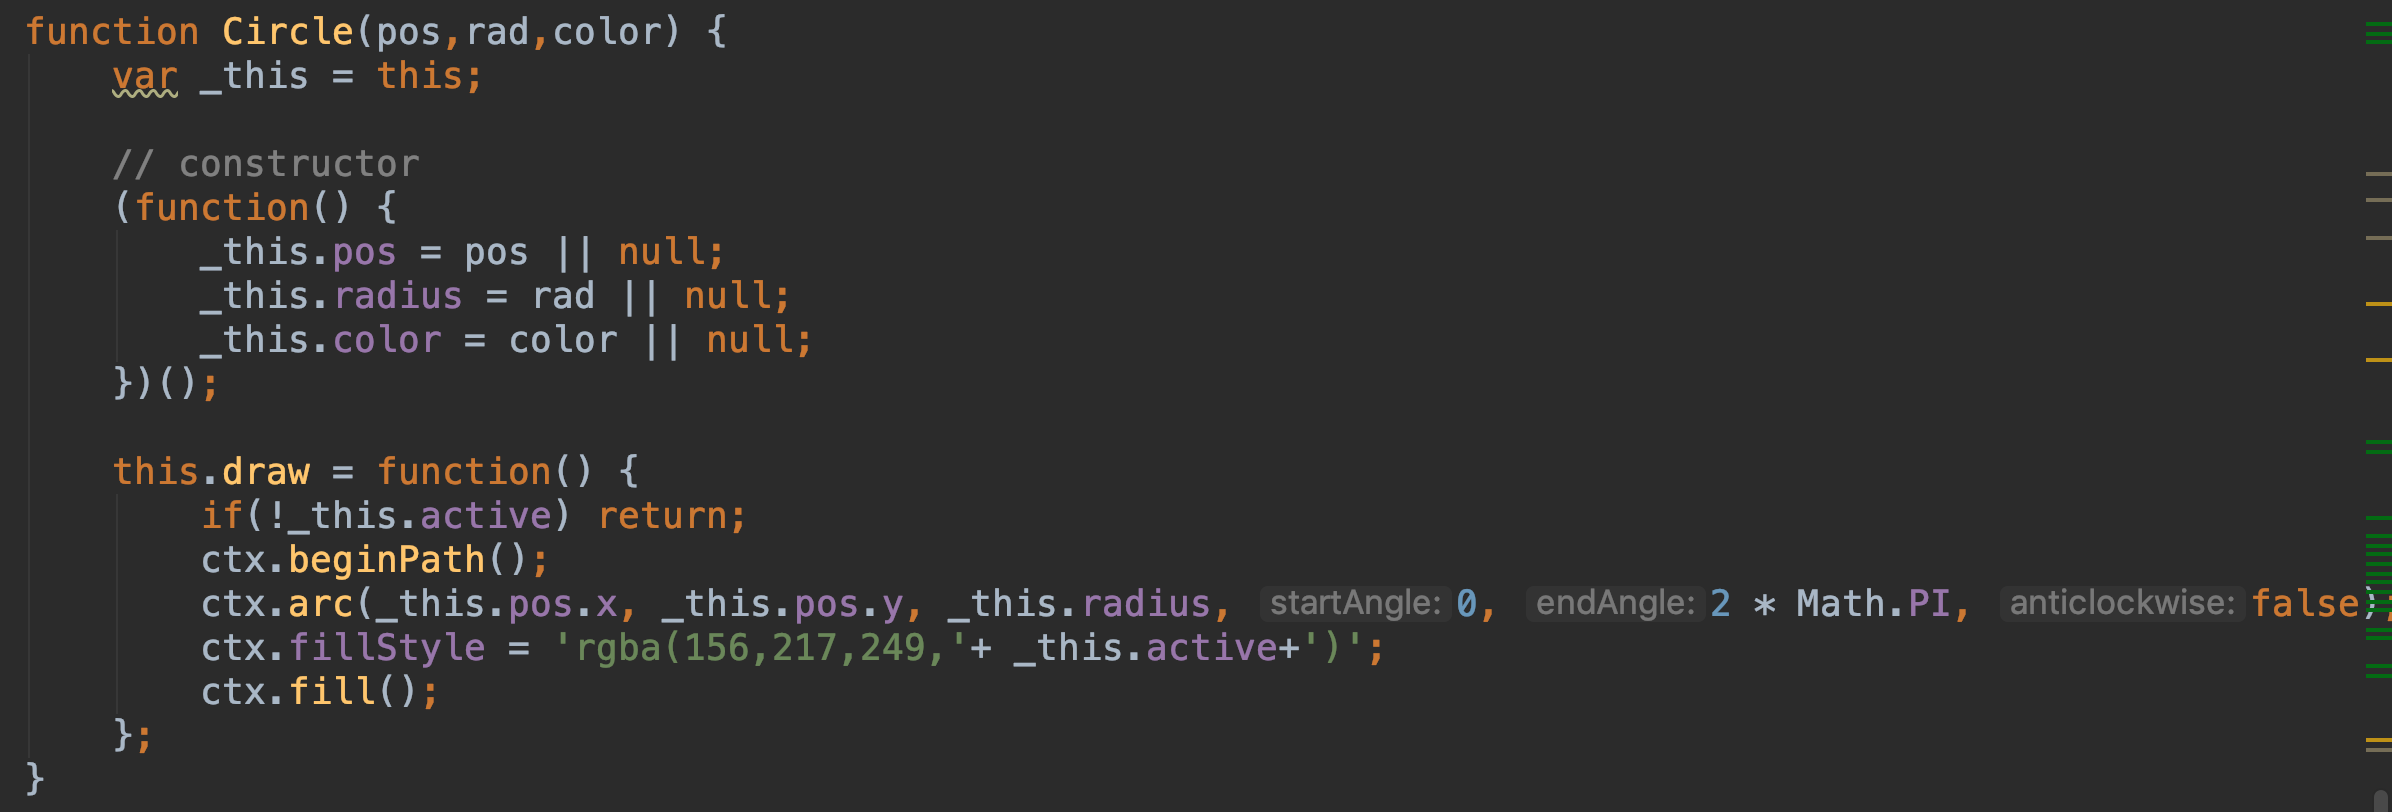 function Circle(pos,rad,color) {
    var _this = this;

    // constructor
    (function() {
        _this.pos = pos || null;
        _this.radius = rad || null;
        _this.color = color || null;
    })();

    this.draw = function() {
        if(!_this.active) return;
        ctx.beginPath();
        ctx.arc(_this.pos.x, _this.pos.y, _this.radius, startAngle: 0, endAngle: 2 * Math.PI, anticlockwise: false);
        ctx.fillStyle = 'rgba(156,217,249,'+ _this.active+')';
        ctx.fill();
    };
}